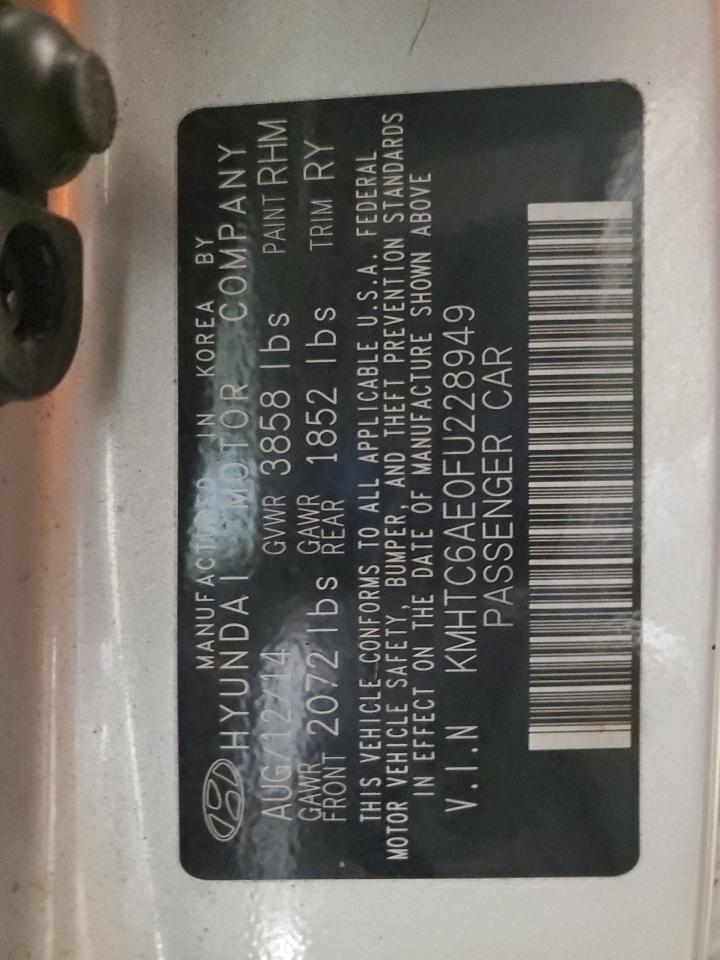 MANUFACTURED IN KOREA BY
HYUNDAI MOTOR COMPANY
AUG/12/14 GVWR 3858 lbs PAINT RHM
GAWR FRONT 2072 lbs GAWR REAR 1852 lbs TRIM RY
THIS VEHICLE CONFORMS TO ALL APPLICABLE U.S.A. FEDERAL
MOTOR VEHICLE SAFETY, BUMPER, AND THEFT PREVENTION STANDARDS
IN EFFECT ON THE DATE OF MANUFACTURE SHOWN ABOVE
V.I.N KMHTC6AE0FU228949
PASSENGER CAR